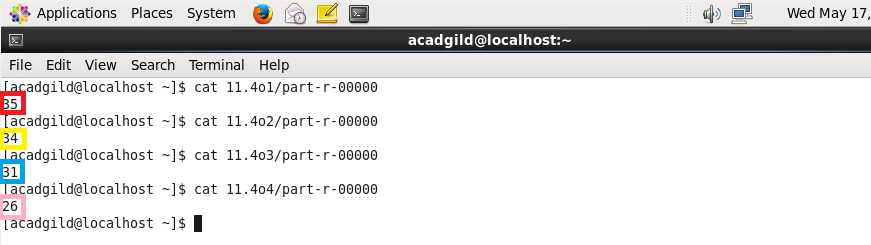 Applications Places System Wed May 17,
acadgild@localhost:~
File Edit View Search Terminal Help
[acadgild@localhost ~]$ cat 11.4o1/part-r-00000
35
[acadgild@localhost ~]$ cat 11.4o2/part-r-00000
34
[acadgild@localhost ~]$ cat 11.4o3/part-r-00000
31
[acadgild@localhost ~]$ cat 11.4o4/part-r-00000
26
[acadgild@localhost ~]$